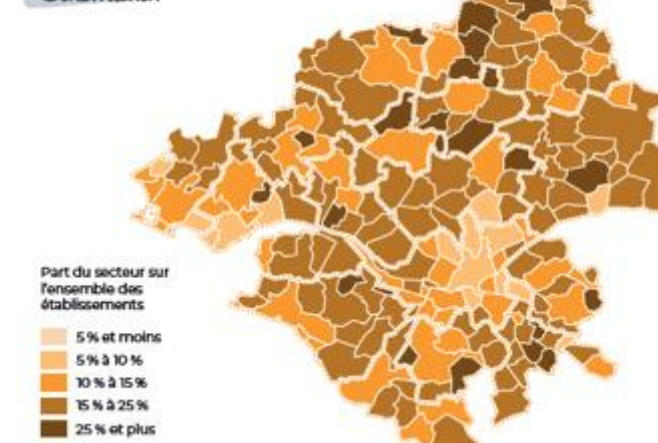 Part du secteur sur
l'ensemble des
établissements
5 % et moins
5 % à 10 %
10 % à 15 %
15 % à 25 %
25 % et plus